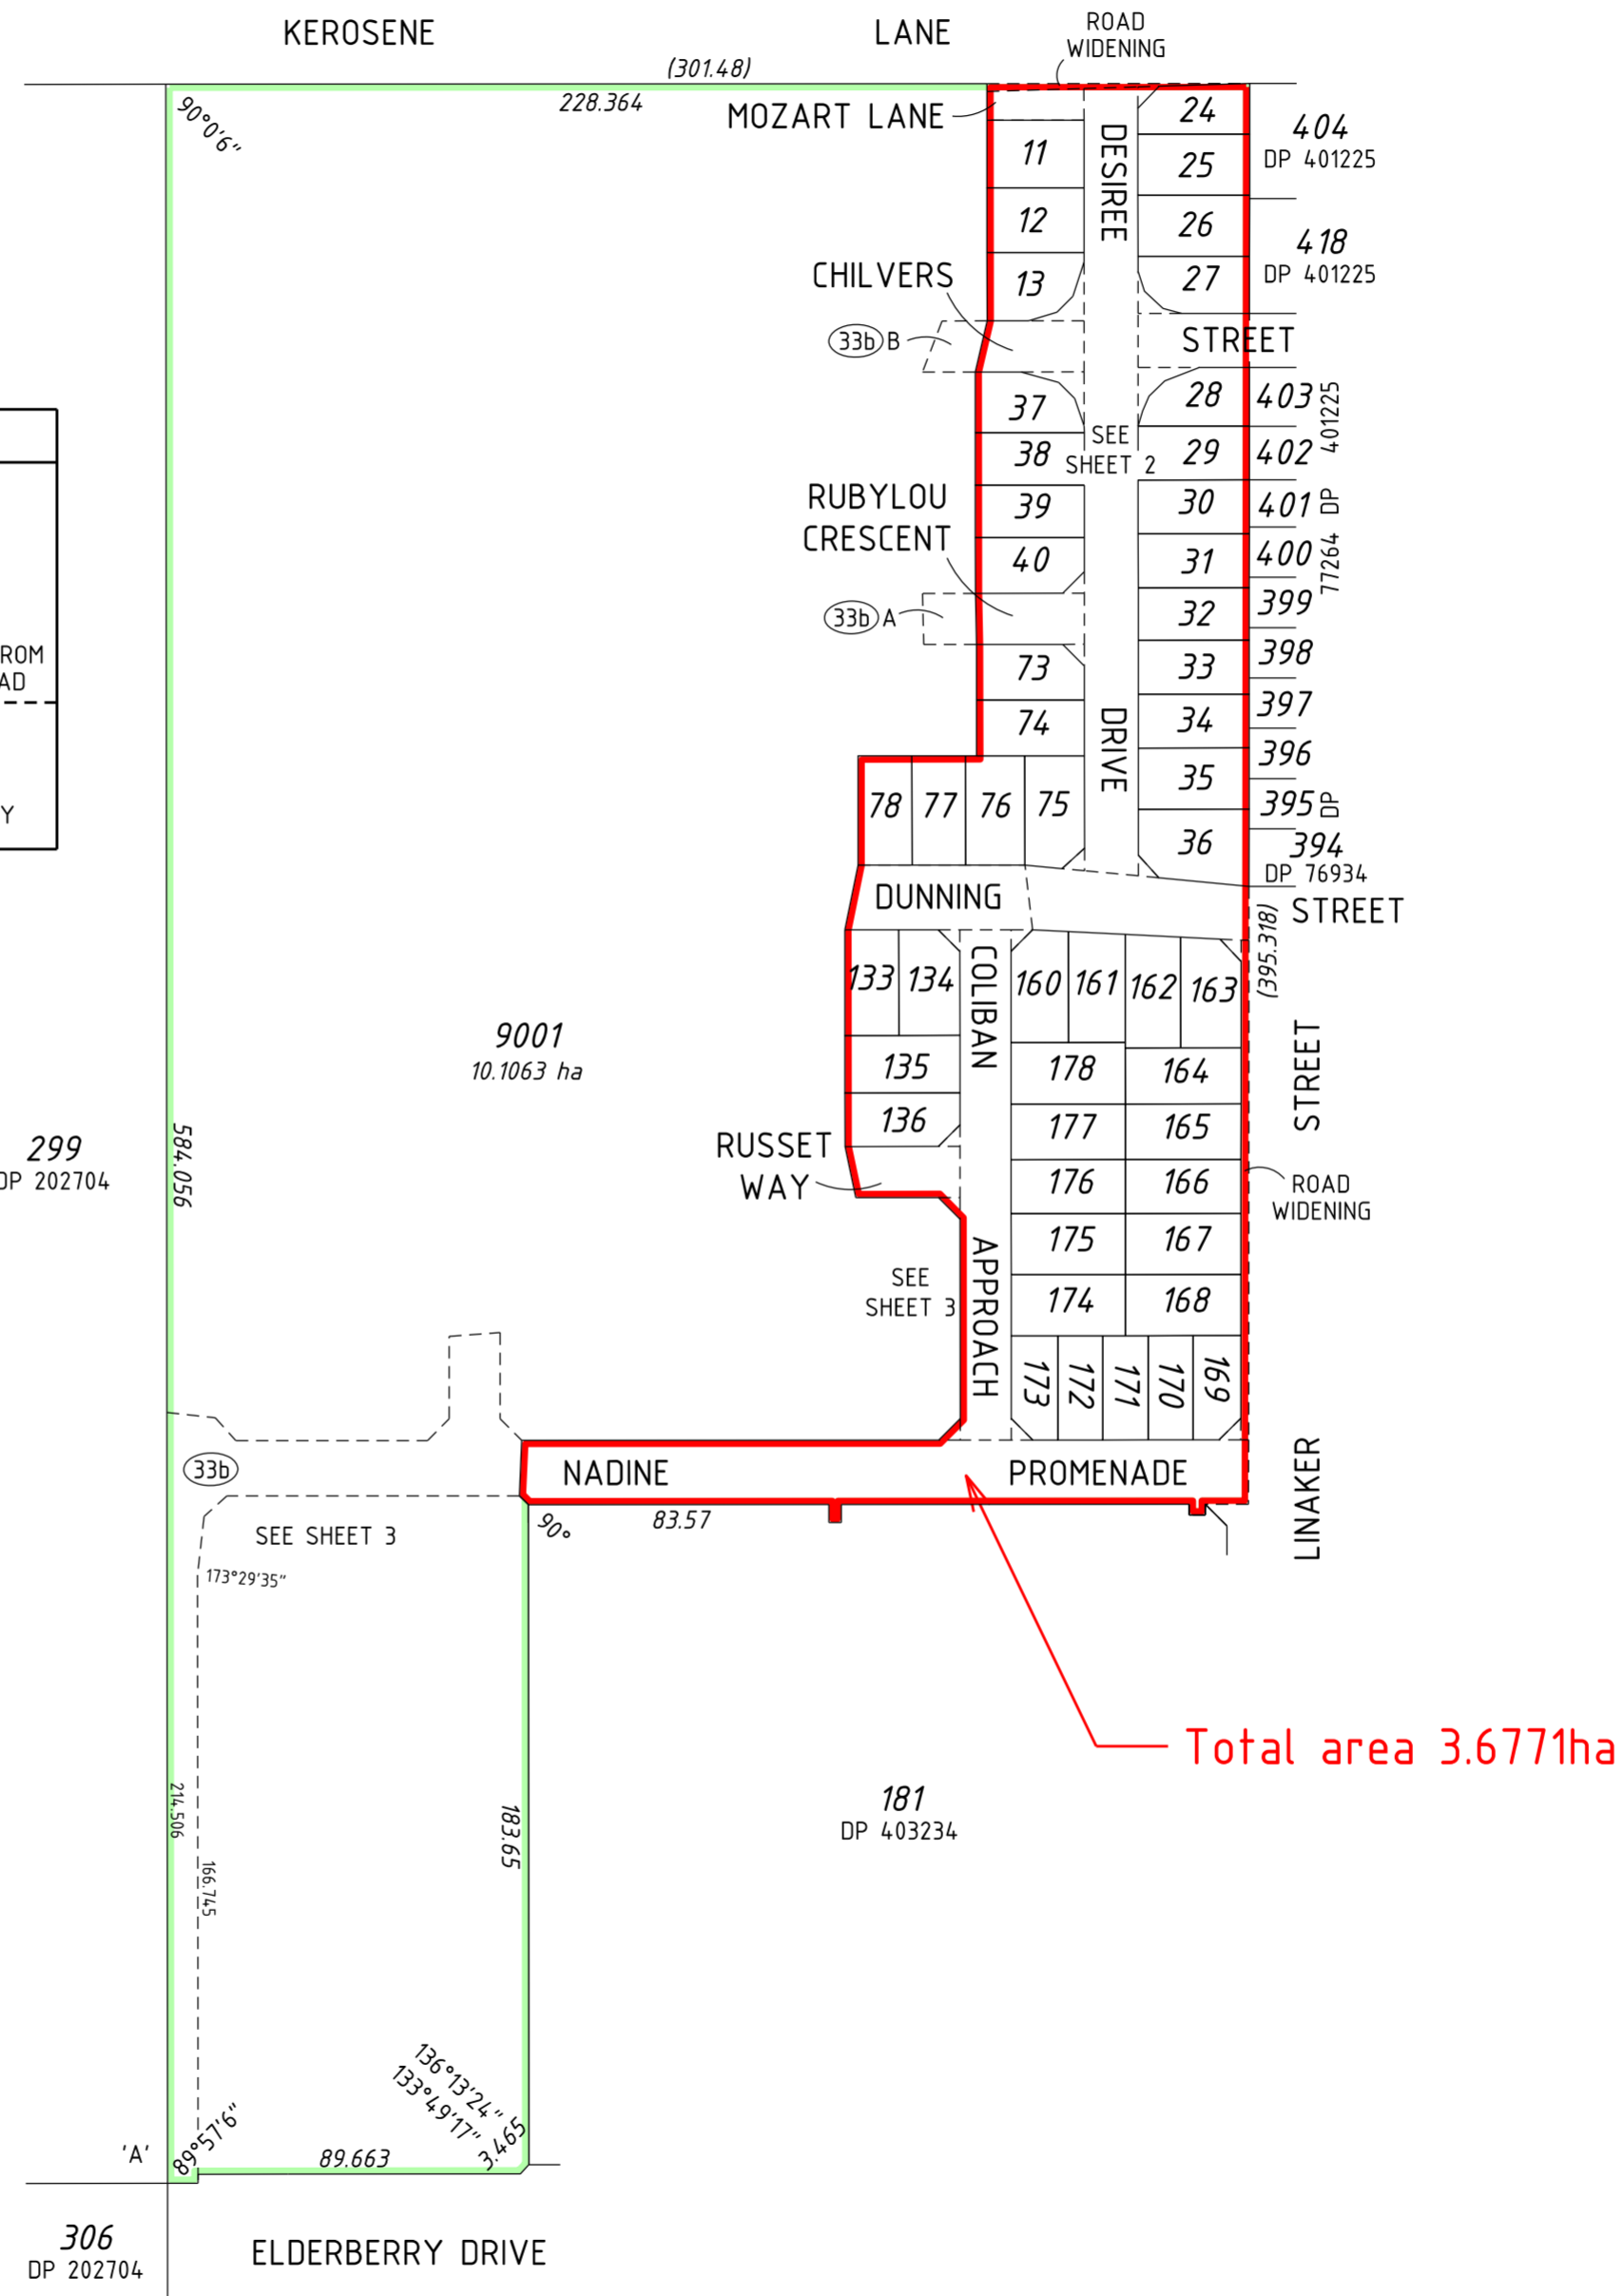 KEROSENE LANE
ROAD
WIDENING
(301.48)
90°0'6"
228.364
MOZART LANE
DESIREE
24
404
DP 401225
11
25
12
26
418
DP 401225
CHILVERS
13
27
33b B
STREET
37
28
403
401225
SEE
SHEET 2
38
29
402
RUBYLOU
CRESCENT
39
30
401
DP
40
31
400
77264
33b A
32
399
ROM
AD
73
33
398
74
DRIVE
34
397
396
78
77
76
75
35
395
DP
Y
36
394
DP 76934
DUNNING
STREET
(395.318)
133
134
COLIBAN
160
161
162
163
9001
10.1063 ha
135
178
164
STREET
136
177
165
299
DP 202704
584.056
RUSSET
WAY
176
166
ROAD
WIDENING
175
167
SEE
SHEET 3
APPROACH
174
168
173
172
171
170
169
33b
NADINE
PROMENADE
LINAKER
SEE SHEET 3
90°
83.57
173°29'35"
Total area 3.6771ha
214.506
183.65
181
DP 403234
166.745
136°13'24"
133°49'17"
3.465
'A'
89°57'6"
89.663
306
DP 202704
ELDERBERRY DRIVE